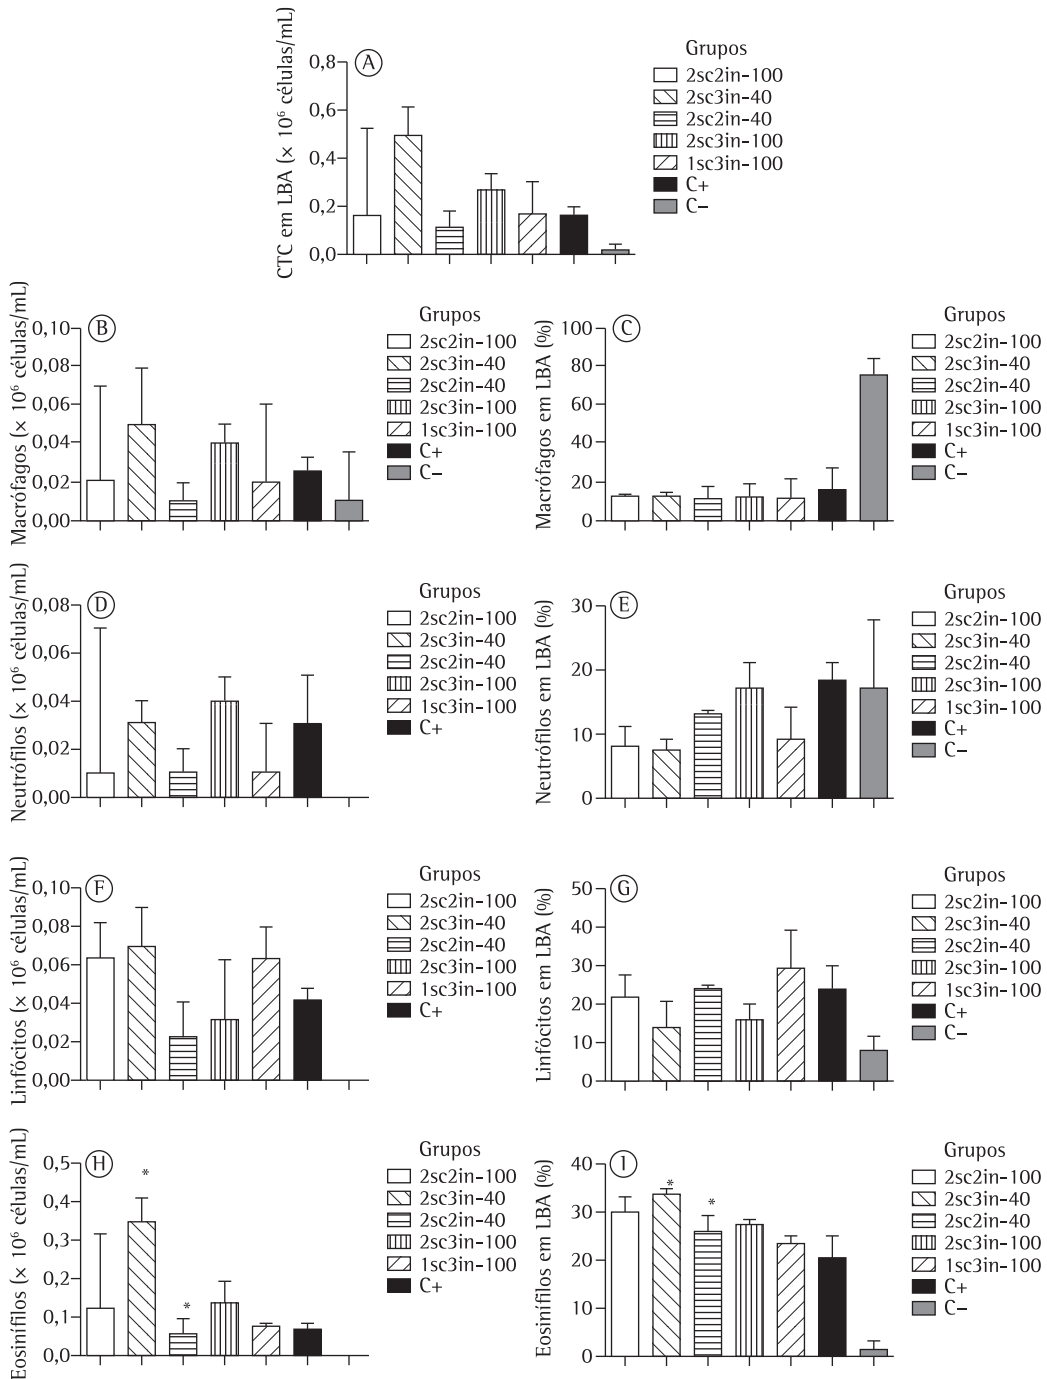 A
CTC em LBA (× 10⁶ células/mL)
0,8
0,6
0,4
0,2
0,0
Grupos
2sc2in-100
2sc3in-40
2sc2in-40
2sc3in-100
1sc3in-100
C+
C−
B
Macrófagos (× 10⁶ células/mL)
0,10
0,08
0,06
0,04
0,02
0,00
Grupos
2sc2in-100
2sc3in-40
2sc2in-40
2sc3in-100
1sc3in-100
C+
C−
C
Macrófagos em LBA (%)
100
80
60
40
20
0
Grupos
2sc2in-100
2sc3in-40
2sc2in-40
2sc3in-100
1sc3in-100
C+
C−
D
Neutrófilos (× 10⁶ células/mL)
0,08
0,06
0,04
0,02
0,00
Grupos
2sc2in-100
2sc3in-40
2sc2in-40
2sc3in-100
1sc3in-100
C+
E
Neutrófilos em LBA (%)
30
20
10
0
Grupos
2sc2in-100
2sc3in-40
2sc2in-40
2sc3in-100
1sc3in-100
C+
C−
F
Linfócitos (× 10⁶ células/mL)
0,10
0,08
0,06
0,04
0,02
0,00
Grupos
2sc2in-100
2sc3in-40
2sc2in-40
2sc3in-100
1sc3in-100
C+
G
Linfócitos em LBA (%)
50
40
30
20
10
0
Grupos
2sc2in-100
2sc3in-40
2sc2in-40
2sc3in-100
1sc3in-100
C+
C−
H
Eosinífilos (× 10⁶ células/mL)
0,5
0,4
0,3
0,2
0,1
0,0
*
*
Grupos
2sc2in-100
2sc3in-40
2sc2in-40
2sc3in-100
1sc3in-100
C+
I
Eosinífilos em LBA (%)
40
30
20
10
0
*
*
Grupos
2sc2in-100
2sc3in-40
2sc2in-40
2sc3in-100
1sc3in-100
C+
C−